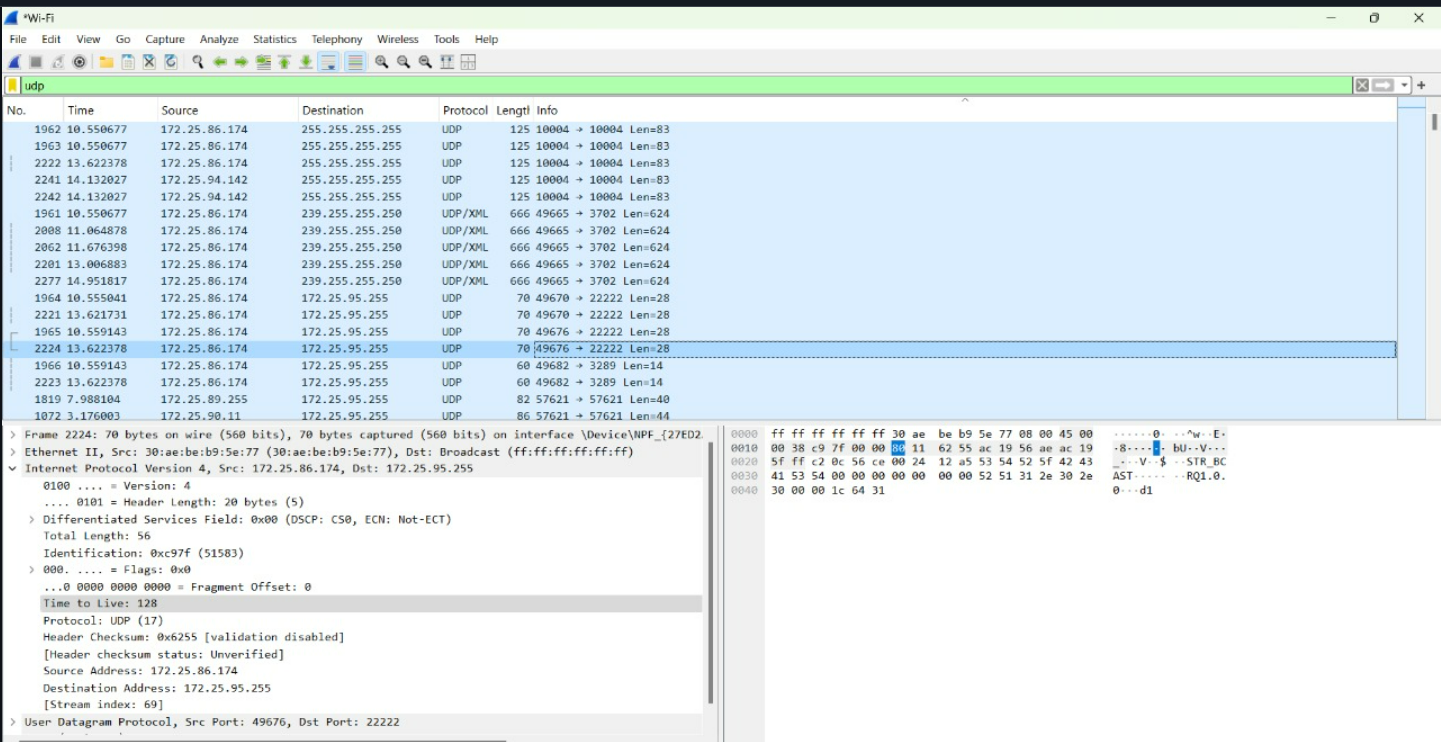 *Wi-Fi
File Edit View Go Capture Analyze Statistics Telephony Wireless Tools Help
udp
No. Time Source Destination Protocol Lengtl Info
1962 10.550677 172.25.86.174 255.255.255.255 UDP 125 10004 → 10004 Len=83
1963 10.550677 172.25.86.174 255.255.255.255 UDP 125 10004 → 10004 Len=83
2222 13.622378 172.25.86.174 255.255.255.255 UDP 125 10004 → 10004 Len=83
2241 14.132027 172.25.94.142 255.255.255.255 UDP 125 10004 → 10004 Len=83
2242 14.132027 172.25.94.142 255.255.255.255 UDP 125 10004 → 10004 Len=83
1961 10.550677 172.25.86.174 239.255.255.250 UDP/XML 666 49665 → 3702 Len=624
2008 11.064878 172.25.86.174 239.255.255.250 UDP/XML 666 49665 → 3702 Len=624
2062 11.676398 172.25.86.174 239.255.255.250 UDP/XML 666 49665 → 3702 Len=624
2201 13.006883 172.25.86.174 239.255.255.250 UDP/XML 666 49665 → 3702 Len=624
2277 14.951817 172.25.86.174 239.255.255.250 UDP/XML 666 49665 → 3702 Len=624
1964 10.555041 172.25.86.174 172.25.95.255 UDP 70 49670 → 22222 Len=28
2221 13.621731 172.25.86.174 172.25.95.255 UDP 70 49670 → 22222 Len=28
1965 10.559143 172.25.86.174 172.25.95.255 UDP 70 49676 → 22222 Len=28
2224 13.622378 172.25.86.174 172.25.95.255 UDP 70 49676 → 22222 Len=28
1966 10.559143 172.25.86.174 172.25.95.255 UDP 60 49682 → 3289 Len=14
2223 13.622378 172.25.86.174 172.25.95.255 UDP 60 49682 → 3289 Len=14
1819 7.988104 172.25.89.255 172.25.95.255 UDP 82 57621 → 57621 Len=40
1072 3.176003 172.25.90.11 172.25.95.255 UDP 86 57621 → 57621 Len=44
Frame 2224: 70 bytes on wire (560 bits), 70 bytes captured (560 bits) on interface \Device\NPF_{27ED2
Ethernet II, Src: 30:ae:be:b9:5e:77 (30:ae:be:b9:5e:77), Dst: Broadcast (ff:ff:ff:ff:ff:ff)
Internet Protocol Version 4, Src: 172.25.86.174, Dst: 172.25.95.255
0100 .... = Version: 4
.... 0101 = Header Length: 20 bytes (5)
Differentiated Services Field: 0x00 (DSCP: CS0, ECN: Not-ECT)
Total Length: 56
Identification: 0xc97f (51583)
000. .... = Flags: 0x0
...0 0000 0000 0000 = Fragment Offset: 0
Time to Live: 128
Protocol: UDP (17)
Header Checksum: 0x6255 [validation disabled]
[Header checksum status: Unverified]
Source Address: 172.25.86.174
Destination Address: 172.25.95.255
[Stream index: 69]
User Datagram Protocol, Src Port: 49676, Dst Port: 22222
0000 ff ff ff ff ff ff 30 ae be b9 5e 77 08 00 45 00 ······0· ··^w··E·
0010 00 38 c9 7f 00 00 80 11 62 55 ac 19 56 ae ac 19 ·8······ bU··V···
0020 5f ff c2 0c 56 ce 00 24 12 a5 53 54 52 5f 42 43 _···V··$ ··STR_BC
0030 41 53 54 00 00 00 00 00 00 00 52 51 31 2e 30 2e AST····· ··RQ1.0.
0040 30 00 00 1c 64 31 0···d1